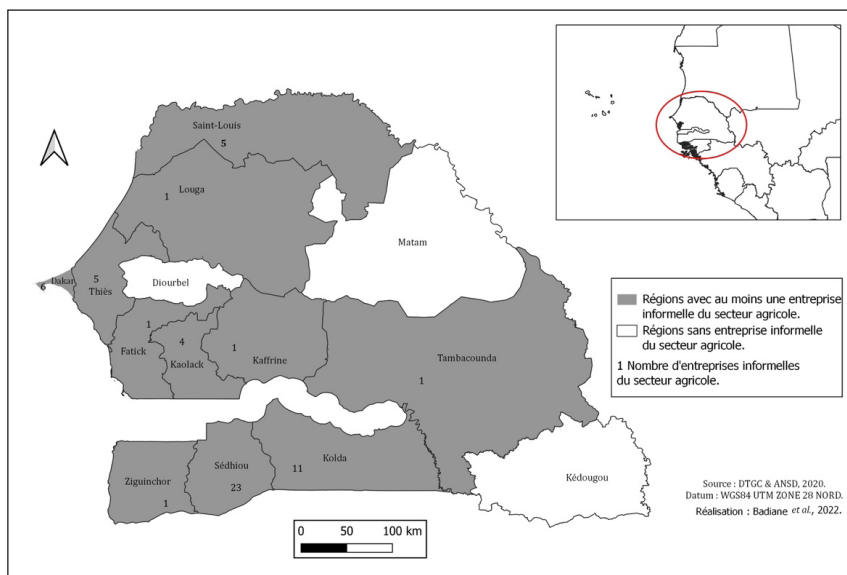 Saint-Louis
5
1
Louga
Matam
6
Dakar
5
Thiès
Diourbel
1
Fatick
4
Kaolack
1
Kaffrine
Tambacounda
1
Ziguinchor
1
Sédhiou
23
Kolda
11
Kédougou
Régions avec au moins une entreprise
informelle du secteur agricole.
Régions sans entreprise informelle
du secteur agricole.
1 Nombre d'entreprises informelles
du secteur agricole.
Source : DTGC & ANSD, 2020.
Datum : WGS84 UTM ZONE 28 NORD.
Réalisation : Badiane et al., 2022.
0 50 100 km